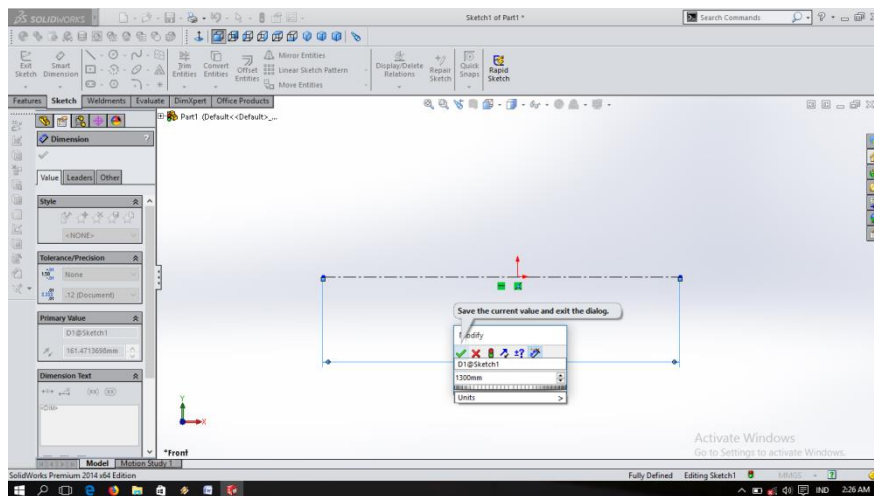 SOLIDWORKS
Sketch1 of Part1 *
Search Commands
Exit Sketch
Smart Dimension
Trim Entities
Convert Entities
Offset Entities
Mirror Entities
Linear Sketch Pattern
Move Entities
Display/Delete Relations
Repair Sketch
Quick Snaps
Rapid Sketch
Features Sketch Weldments Evaluate DimXpert Office Products
Part1 (Default<<Default>_...
Dimension
?
Value Leaders Other
Style
<NONE>
Tolerance/Precision
None
.12 (Document)
Primary Value
D1@Sketch1
161.4713698mm
Dimension Text
<DIM>
Save the current value and exit the dialog.
Modify
D1@Sketch1
1300mm
Units >
Y
X
*Front
Activate Windows
Go to Settings to activate Windows.
Model Motion Study 1
SolidWorks Premium 2014 x64 Edition
Fully Defined Editing Sketch1 MMGS
IND 2:26 AM